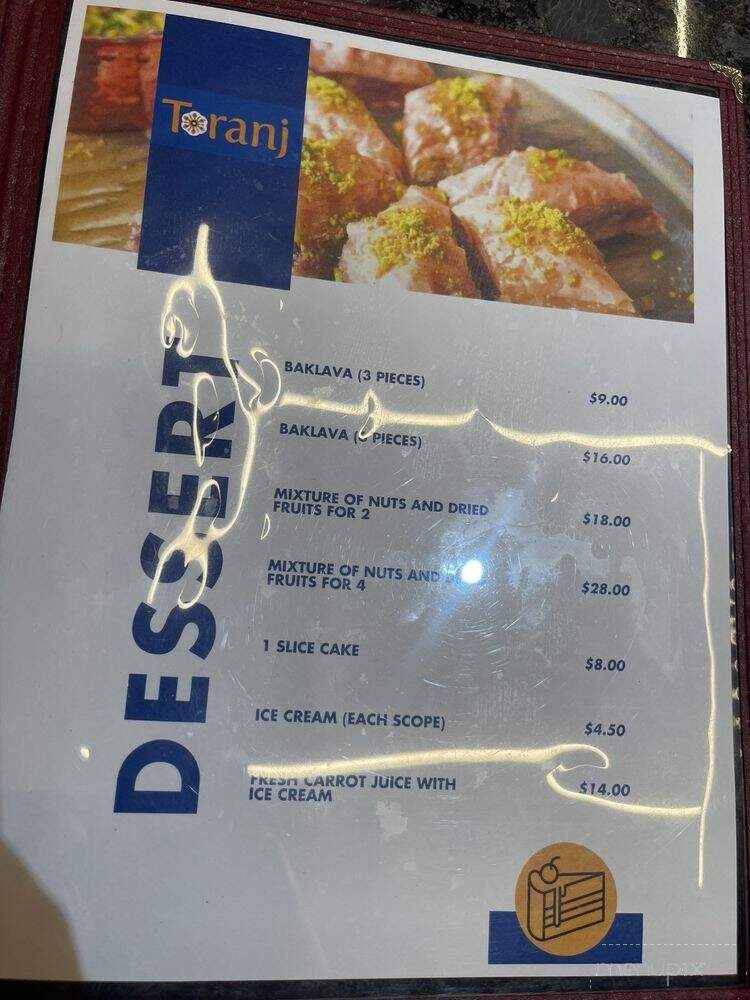 Toranj
DESSERT
BAKLAVA (3 PIECES)
$9.00
BAKLAVA ( PIECES)
$16.00
MIXTURE OF NUTS AND DRIED
FRUITS FOR 2
$18.00
MIXTURE OF NUTS AND
FRUITS FOR 4
$28.00
1 SLICE CAKE
$8.00
ICE CREAM (EACH SCOPE)
$4.50
FRESH CARROT JUICE WITH
ICE CREAM
$14.00
menupix